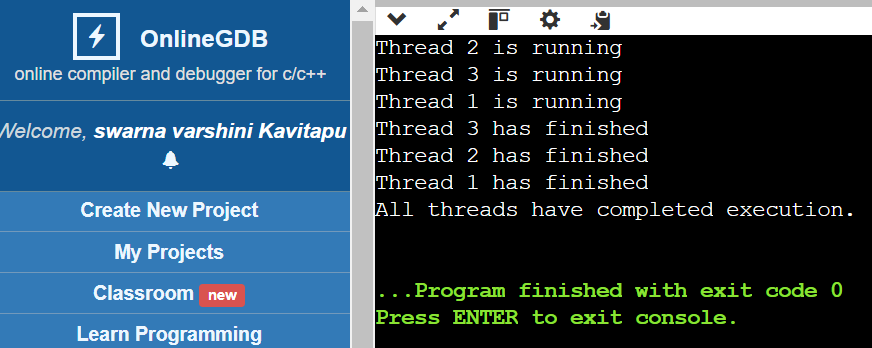 OnlineGDB
online compiler and debugger for c/c++
Welcome, swarna varshini Kavitapu
Create New Project
My Projects
Classroom new
Learn Programming
Thread 2 is running
Thread 3 is running
Thread 1 is running
Thread 3 has finished
Thread 2 has finished
Thread 1 has finished
All threads have completed execution.
...Program finished with exit code 0
Press ENTER to exit console.